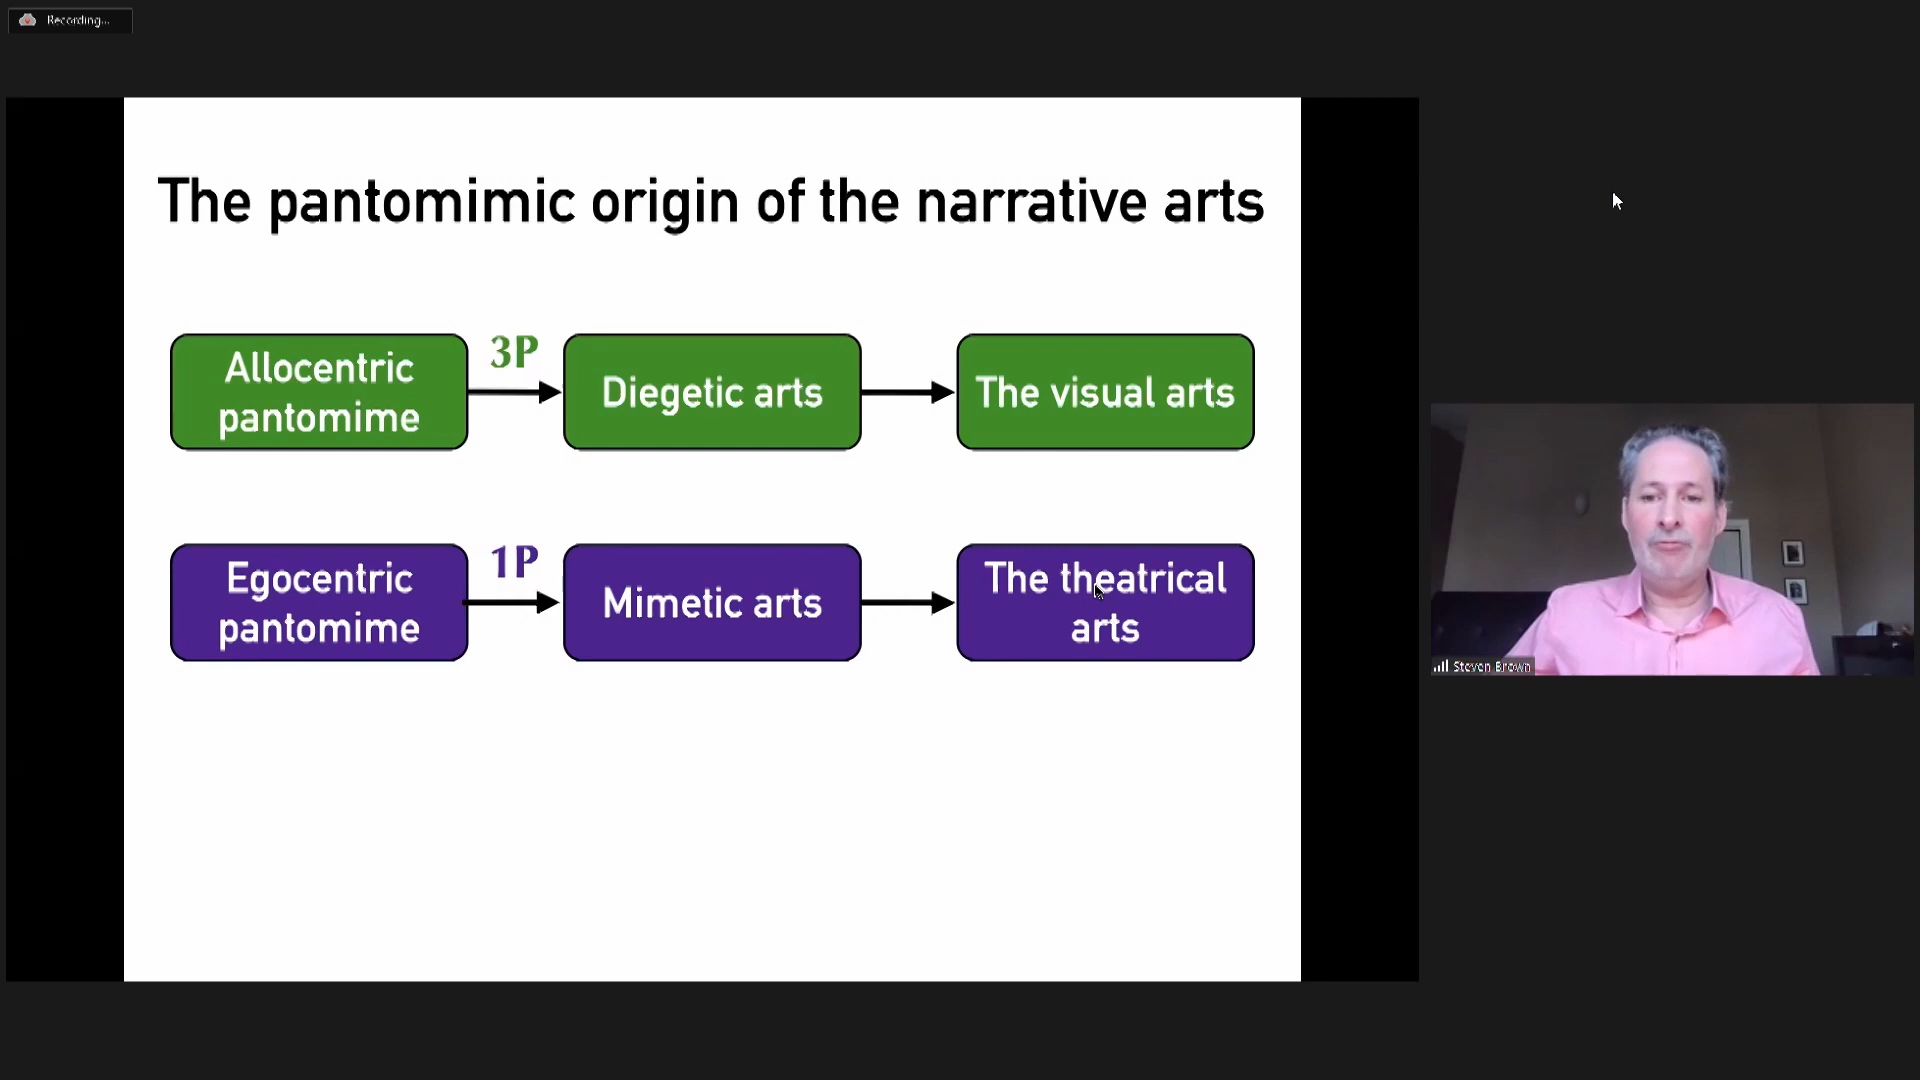 Recording...
The pantomimic origin of the narrative arts
Allocentric
pantomime
3P
Diegetic arts
The visual arts
Egocentric
pantomime
1P
Mimetic arts
The theatrical
arts
Steven Brown